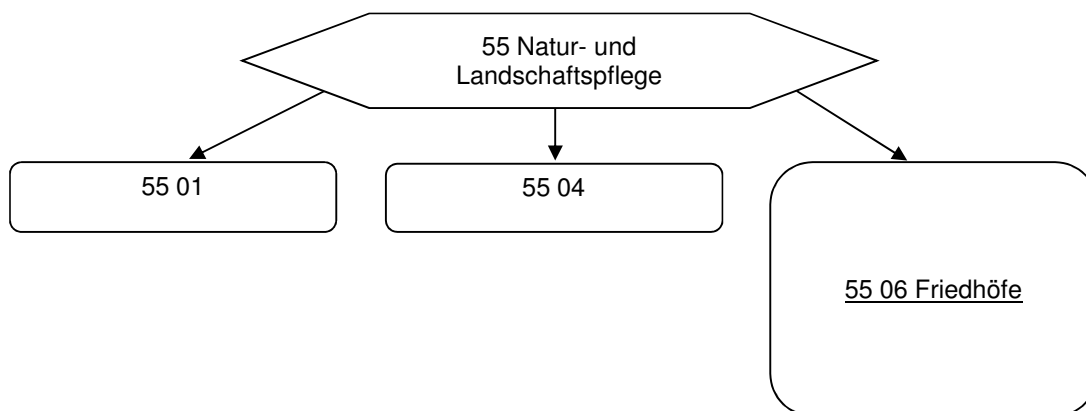 55 Natur- und
Landschaftspflege
55 01
55 04
55 06 Friedhöfe